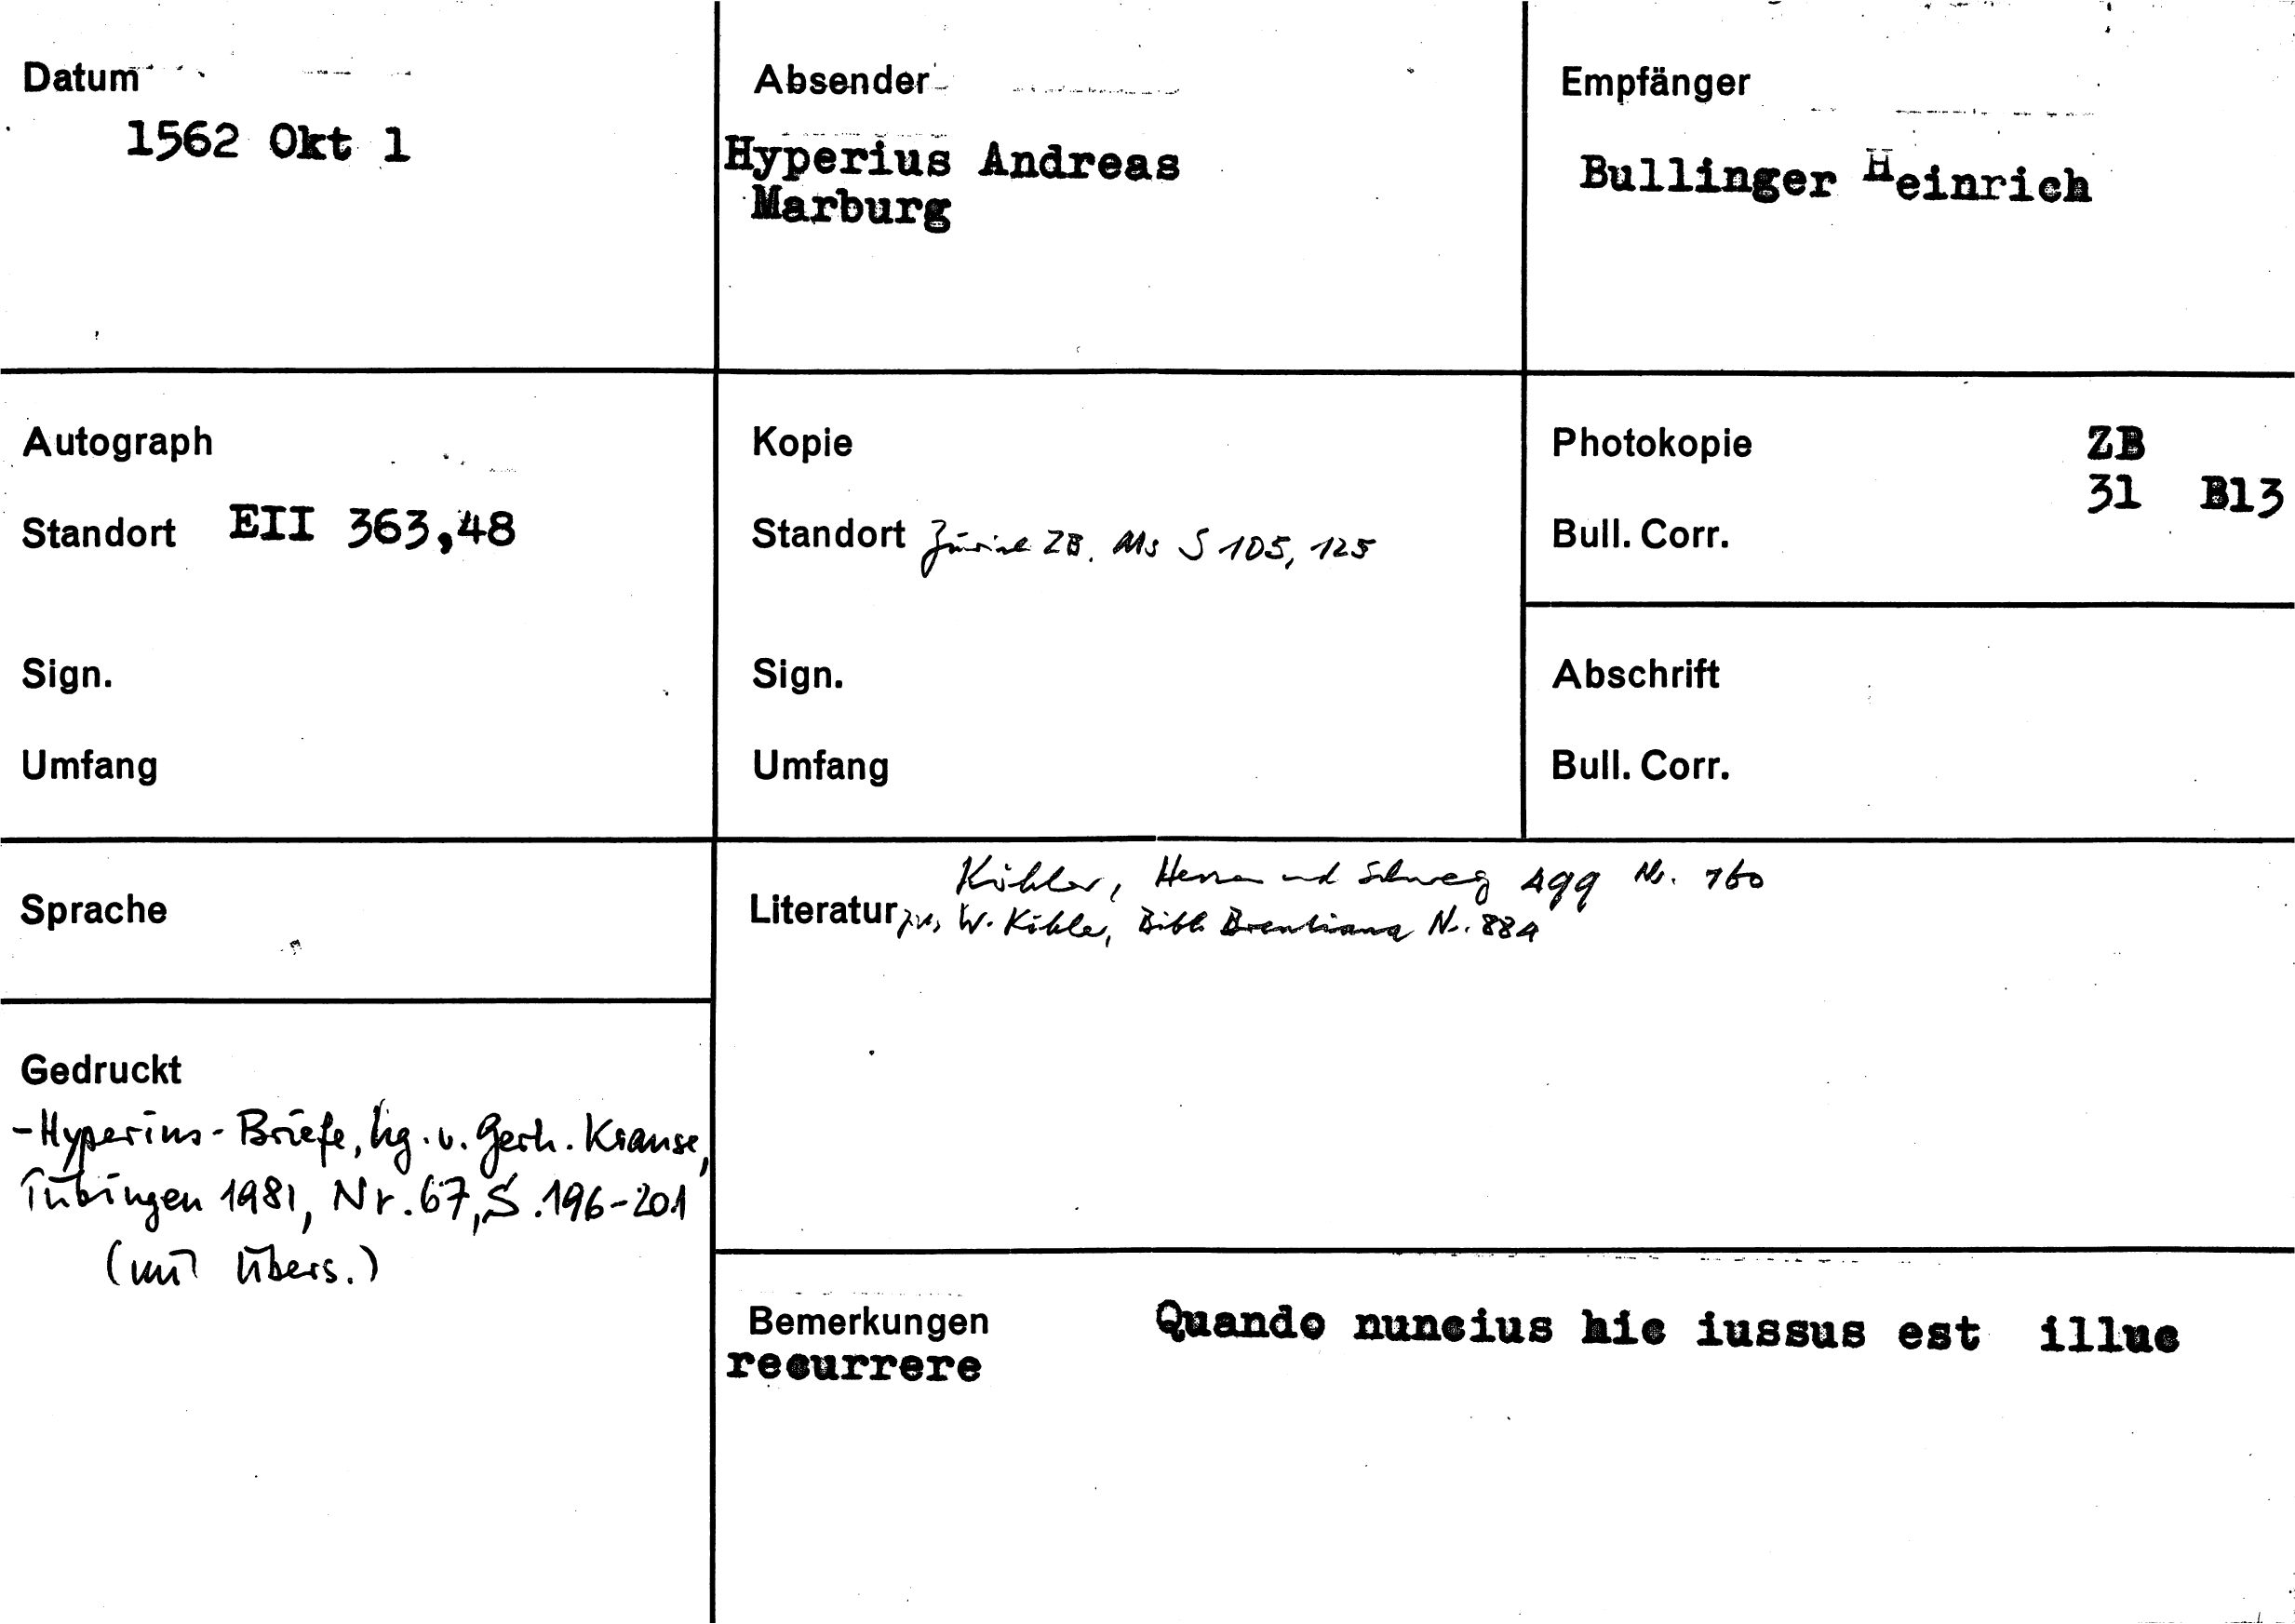 Datum
1562 Okt 1
Absender
Hyperius Andreas
Marburg
Empfänger
Bullinger Heinrich
Autograph
Standort EII 363,48
Sign.
Umfang
Kopie
Standort Zürich ZB. Ms S 105, 125
Sign.
Umfang
Photokopie ZB
31 B13
Bull. Corr.
Abschrift
Bull. Corr.
Sprache
Literatur
Köhler, Hessen und Schweiz Nr. 160
W. Köhler, Bibl. Brentiana Nr. 884
Gedruckt
- Hyperius-Briefe, hg. v. Gerh. Krause,
Tübingen 1981, Nr. 67, S. 196-201
(mit Übers.)
Bemerkungen Quando nuncius hic iussus est illuc
recurrere